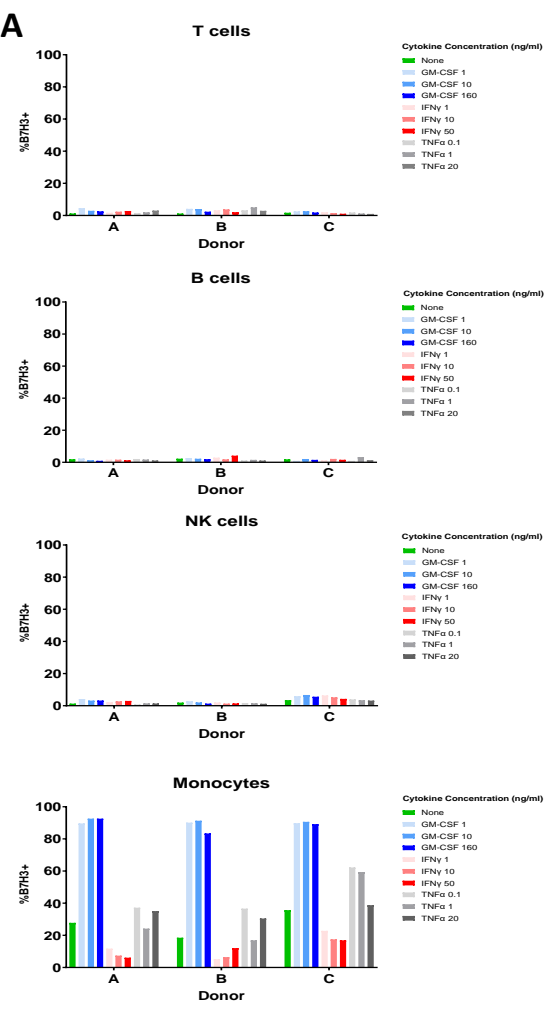 A
T cells
Cytokine Concentration (ng/ml)
None
GM-CSF 1
GM-CSF 10
GM-CSF 160
IFNγ 1
IFNγ 10
IFNγ 50
TNFα 0.1
TNFα 1
TNFα 20
%B7H3+
100
80
60
40
20
0
A B C
Donor
B cells
Cytokine Concentration (ng/ml)
None
GM-CSF 1
GM-CSF 10
GM-CSF 160
IFNγ 1
IFNγ 10
IFNγ 50
TNFα 0.1
TNFα 1
TNFα 20
%B7H3+
100
80
60
40
20
0
A B C
Donor
NK cells
Cytokine Concentration (ng/ml)
None
GM-CSF 1
GM-CSF 10
GM-CSF 160
IFNγ 1
IFNγ 10
IFNγ 50
TNFα 0.1
TNFα 1
TNFα 20
%B7H3+
100
80
60
40
20
0
A B C
Donor
Monocytes
Cytokine Concentration (ng/ml)
None
GM-CSF 1
GM-CSF 10
GM-CSF 160
IFNγ 1
IFNγ 10
IFNγ 50
TNFα 0.1
TNFα 1
TNFα 20
%B7H3+
100
80
60
40
20
0
A B C
Donor